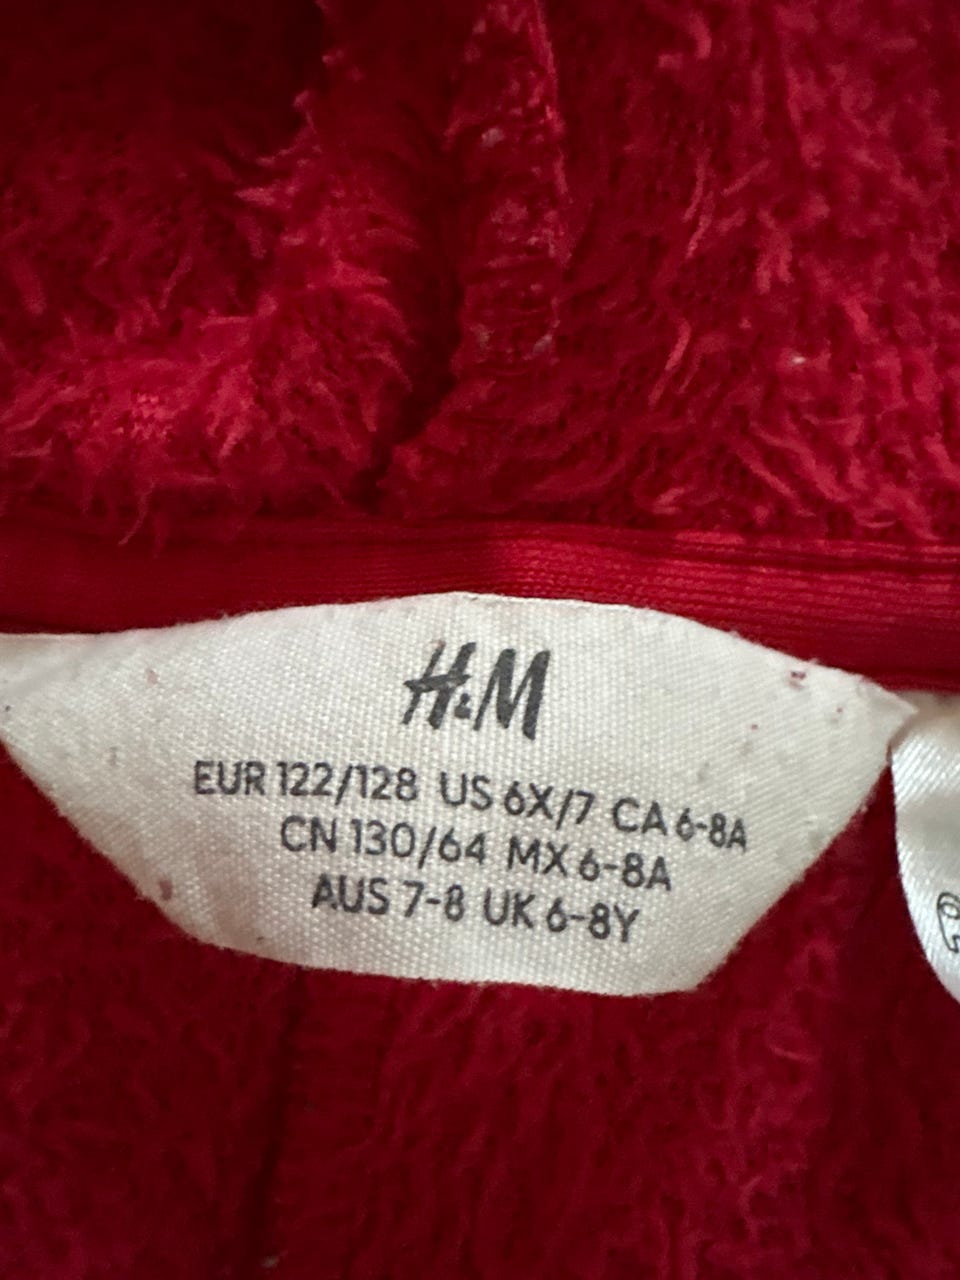 H&M
EUR 122/128 US 6X/7 CA 6-8A
CN 130/64 MX 6-8A
AUS 7-8 UK 6-8Y